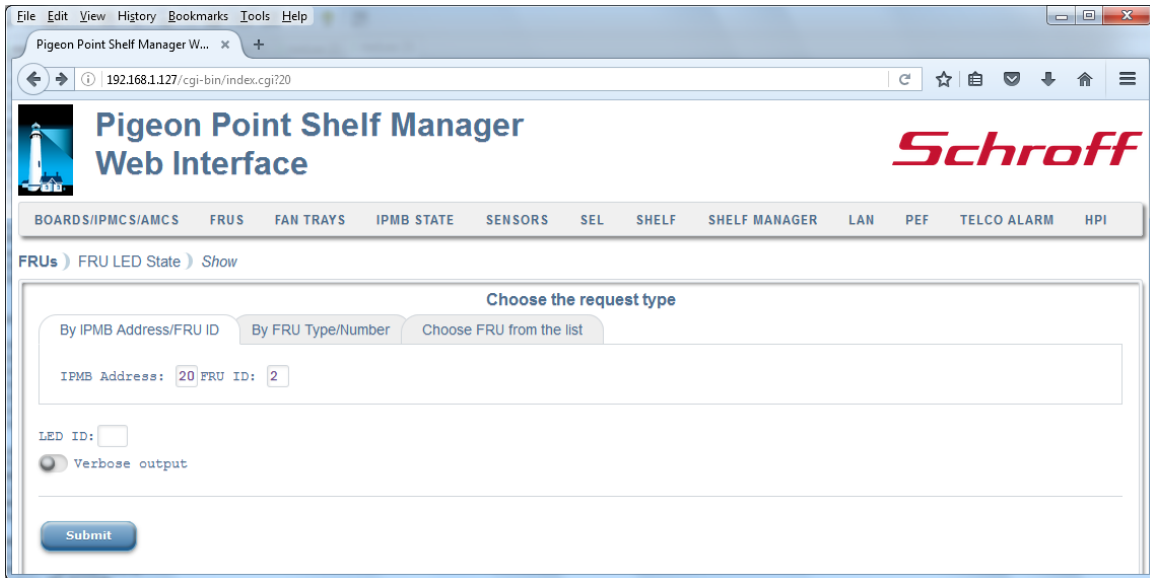 File Edit View History Bookmarks Tools Help
Pigeon Point Shelf Manager W... × +
192.168.1.127/cgi-bin/index.cgi?20
Pigeon Point Shelf Manager
Web Interface
Schroff
BOARDS/IPMCS/AMCS FRUS FAN TRAYS IPMB STATE SENSORS SEL SHELF SHELF MANAGER LAN PEF TELCO ALARM HPI
FRUs ) FRU LED State ) Show
Choose the request type
By IPMB Address/FRU ID By FRU Type/Number Choose FRU from the list
IPMB Address: 20 FRU ID: 2
LED ID:
Verbose output
Submit